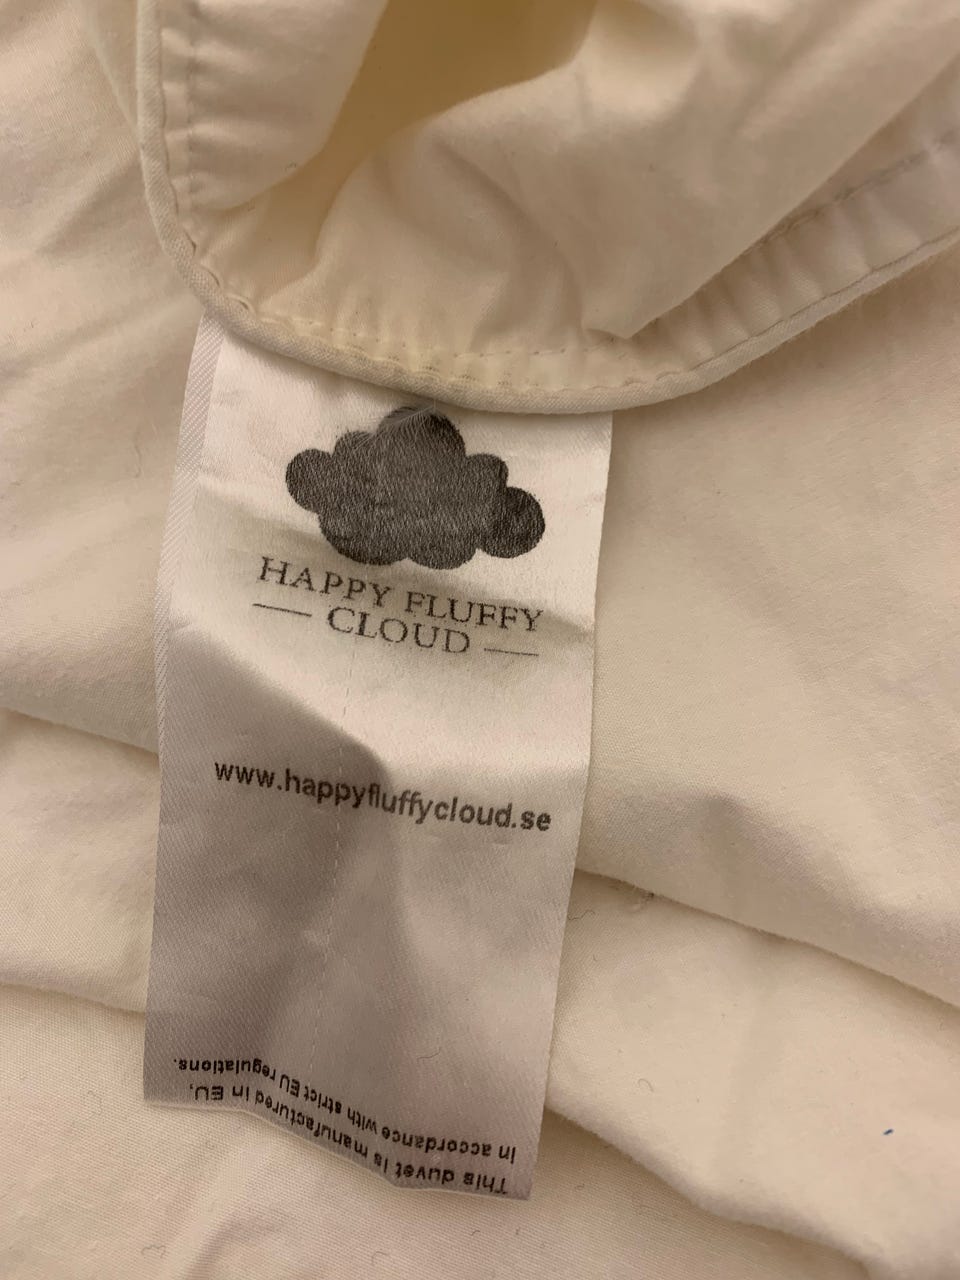 HAPPY FLUFFY
CLOUD
www.happyfluffycloud.se
This duvet is manufactured in EU,
in accordance with strict EU regulations.